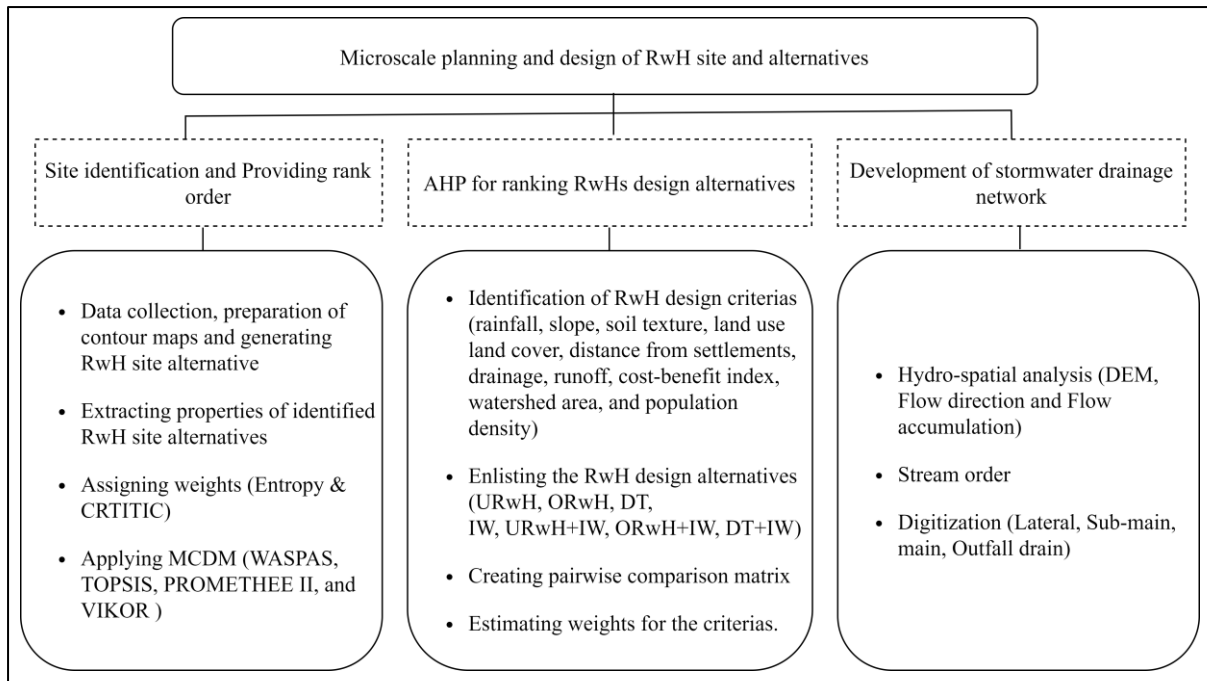 Microscale planning and design of RwH site and alternatives
Site identification and Providing rank
order
• Data collection, preparation of
contour maps and generating
RwH site alternative
• Extracting properties of identified
RwH site alternatives
• Assigning weights (Entropy &
CRTITIC)
• Applying MCDM (WASPAS,
TOPSIS, PROMETHEE II, and
VIKOR )
AHP for ranking RwHs design alternatives
• Identification of RwH design criterias
(rainfall, slope, soil texture, land use
land cover, distance from settlements,
drainage, runoff, cost-benefit index,
watershed area, and population
density)
• Enlisting the RwH design alternatives
(URwH, ORwH, DT,
IW, URwH+IW, ORwH+IW, DT+IW)
• Creating pairwise comparison matrix
• Estimating weights for the criterias.
Development of stormwater drainage
network
• Hydro-spatial analysis (DEM,
Flow direction and Flow
accumulation)
• Stream order
• Digitization (Lateral, Sub-main,
main, Outfall drain)